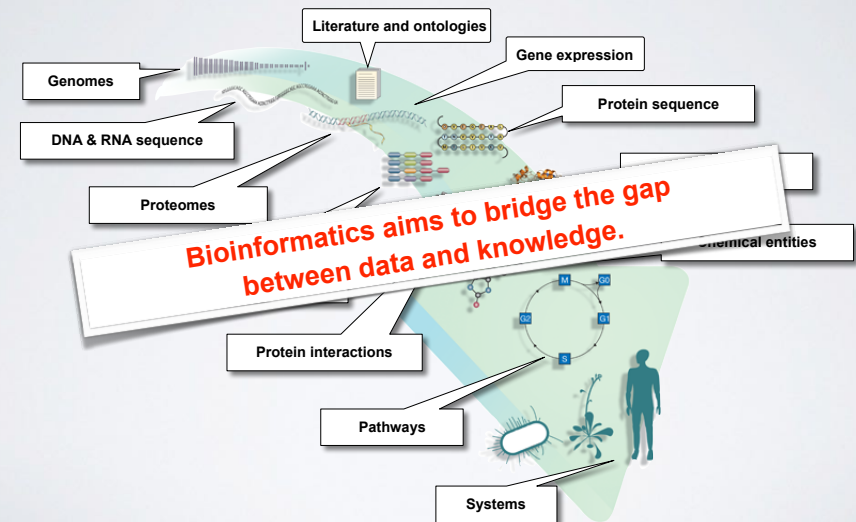 Literature and ontologies
Gene expression
Genomes
Protein sequence
DNA & RNA sequence
Proteomes
Bioinformatics aims to bridge the gap
between data and knowledge.
Chemical entities
M
G0
G2
G1
S
Protein interactions
Pathways
Systems